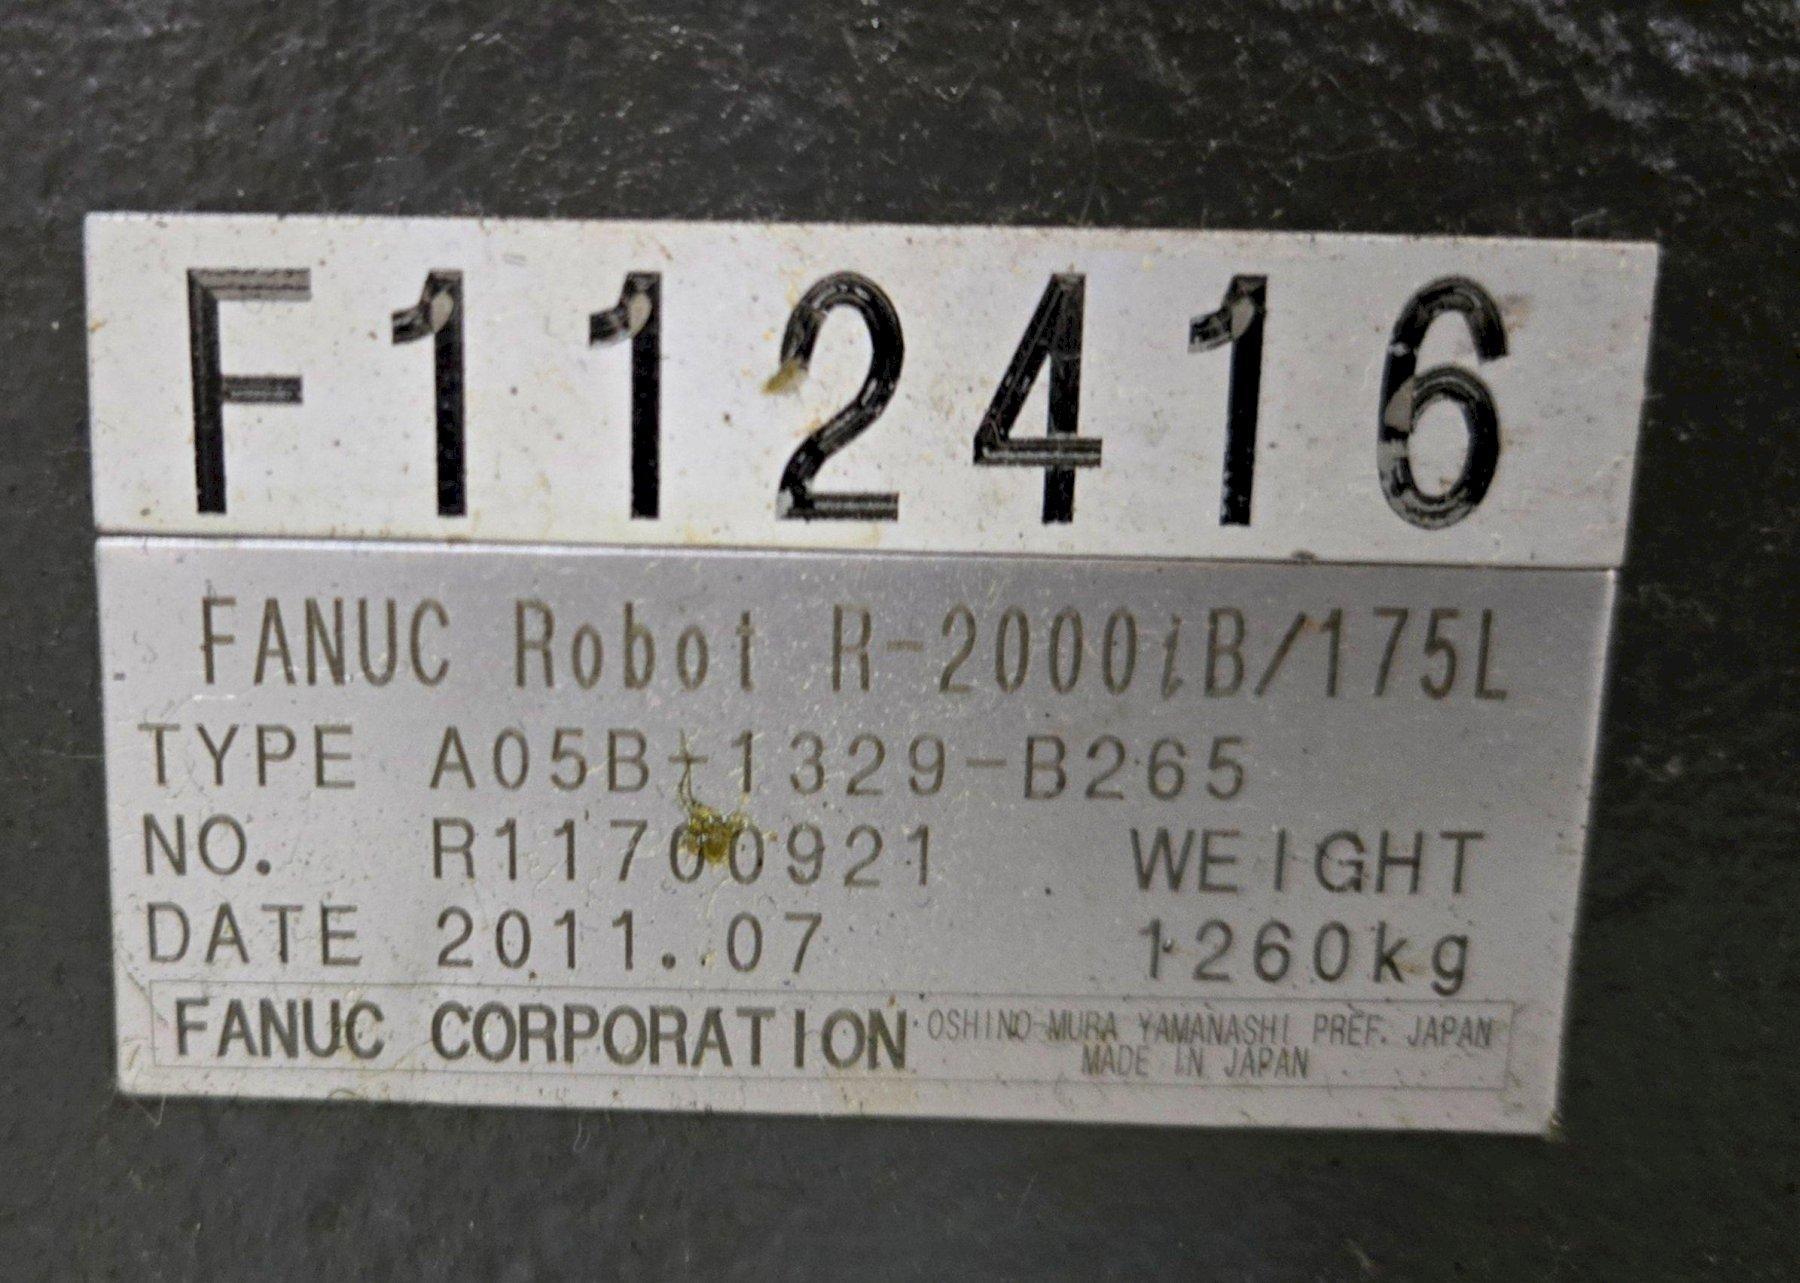 F112416
FANUC Robot R-2000iB/175L
TYPE A05B-1329-B265
NO. R11700921 WEIGHT
DATE 2011.07 1260kg
FANUC CORPORATION OSHINO-MURA YAMANASHI PREF. JAPAN
MADE IN JAPAN